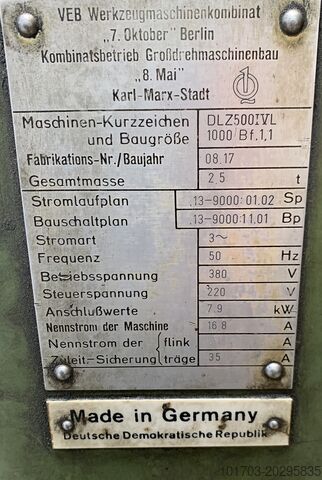 VEB Werkzeugmaschinenkombinat
„7. Oktober" Berlin
Kombinatsbetrieb Großdrehmaschinenbau
„8. Mai"
Karl-Marx-Stadt
Maschinen-Kurzzeichen DLZ500IVL
und Baugröße 1000 Bf.1,1
Fabrikations-Nr./Baujahr 08.17
Gesamtmasse 2,5 t
Stromlaufplan .13-9000:01.02 Sp
Bauschaltplan .13-9000:11.01 Bp
Stromart 3~
Frequenz 50 Hz
Betriebsspannung 380 V
Steuerspannung 220 V
Anschlußwerte 7,9 kW
Nennstrom der Maschine 16,8 A
Nennstrom der flink A
Zuleit.-Sicherung träge 35 A
Made in Germany
Deutsche Demokratische Republik
101703-20295835